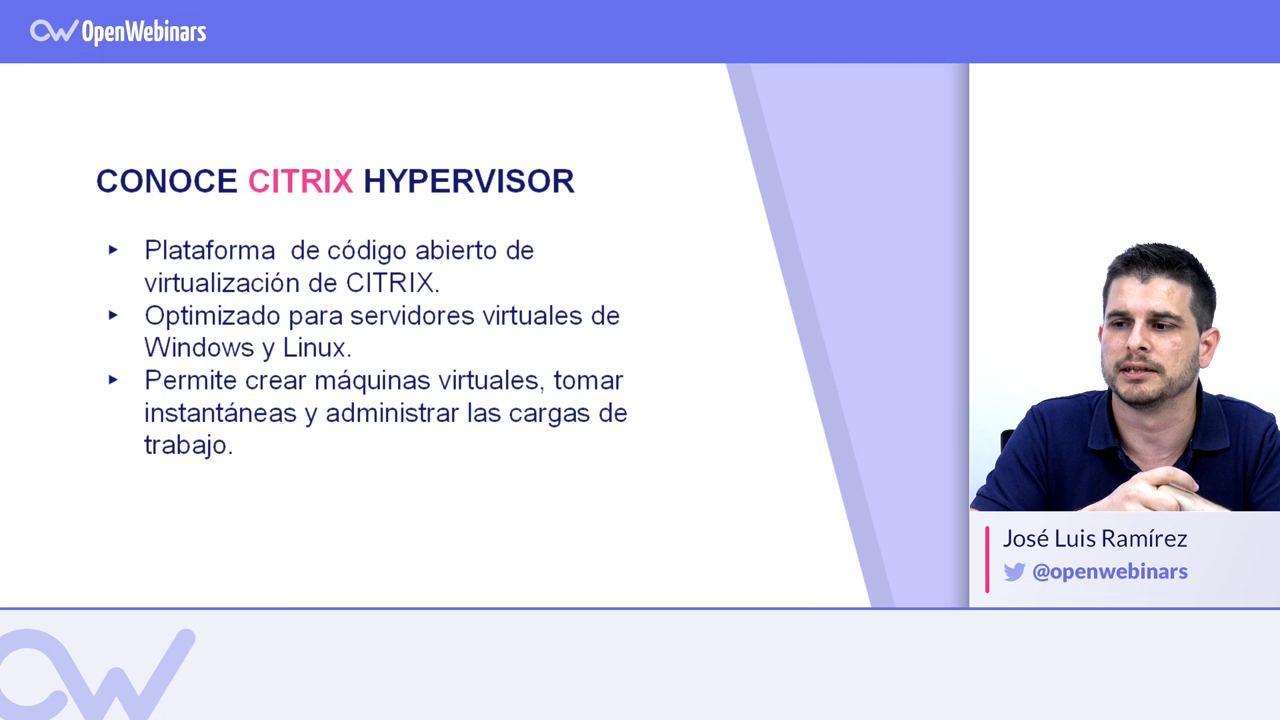 OpenWebinars
CONOCE CITRIX HYPERVISOR
‣ Plataforma de código abierto de
virtualización de CITRIX.
‣ Optimizado para servidores virtuales de
Windows y Linux.
‣ Permite crear máquinas virtuales, tomar
instantáneas y administrar las cargas de
trabajo.
José Luis Ramírez
@openwebinars